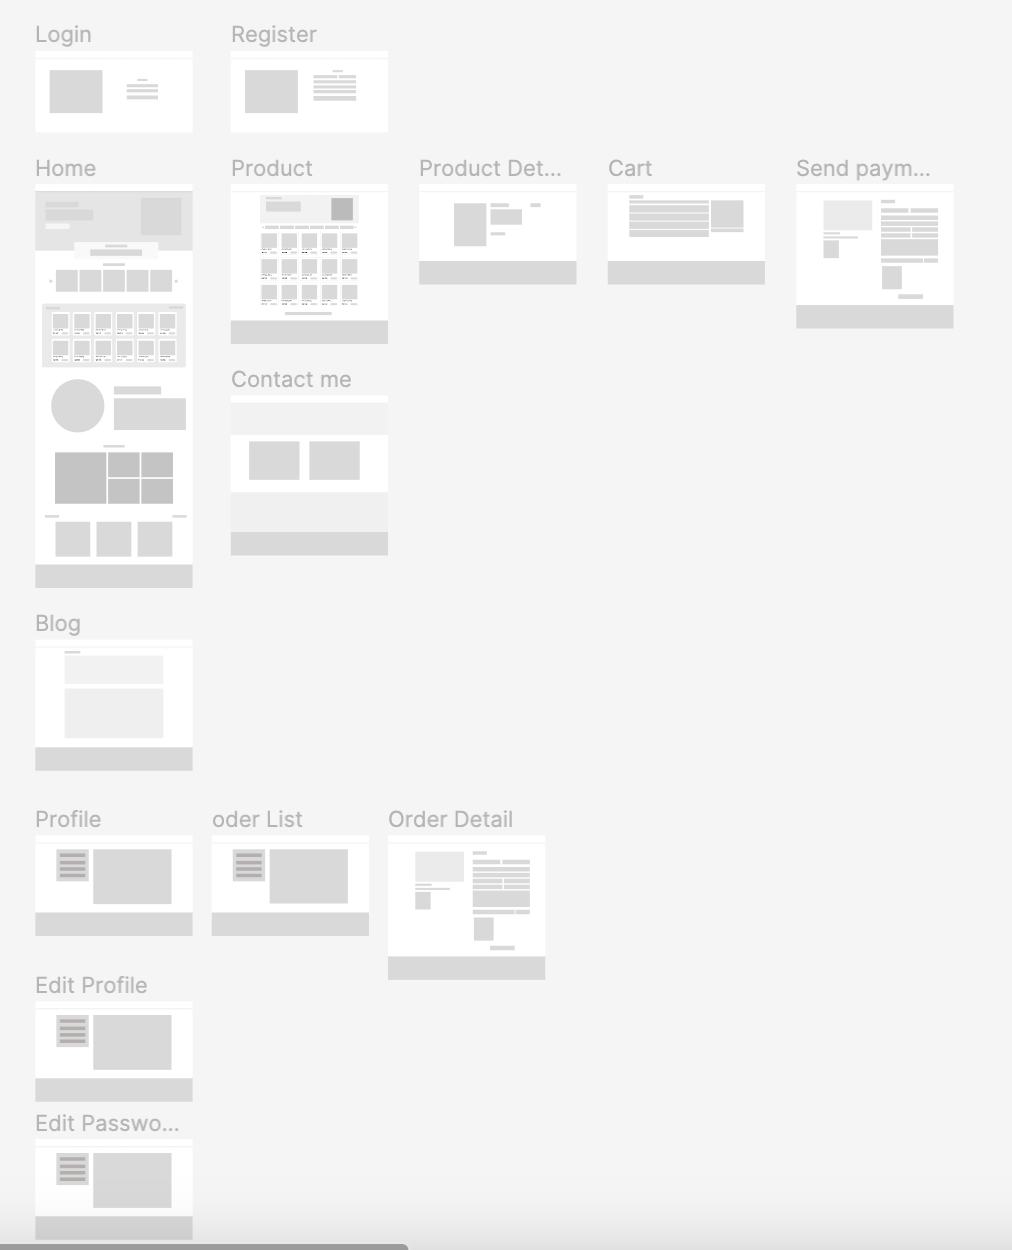 Login
Register
Home
Product
Product Det...
Cart
Send paym...
Contact me
Blog
Profile
oder List
Order Detail
Edit Profile
Edit Passwo...